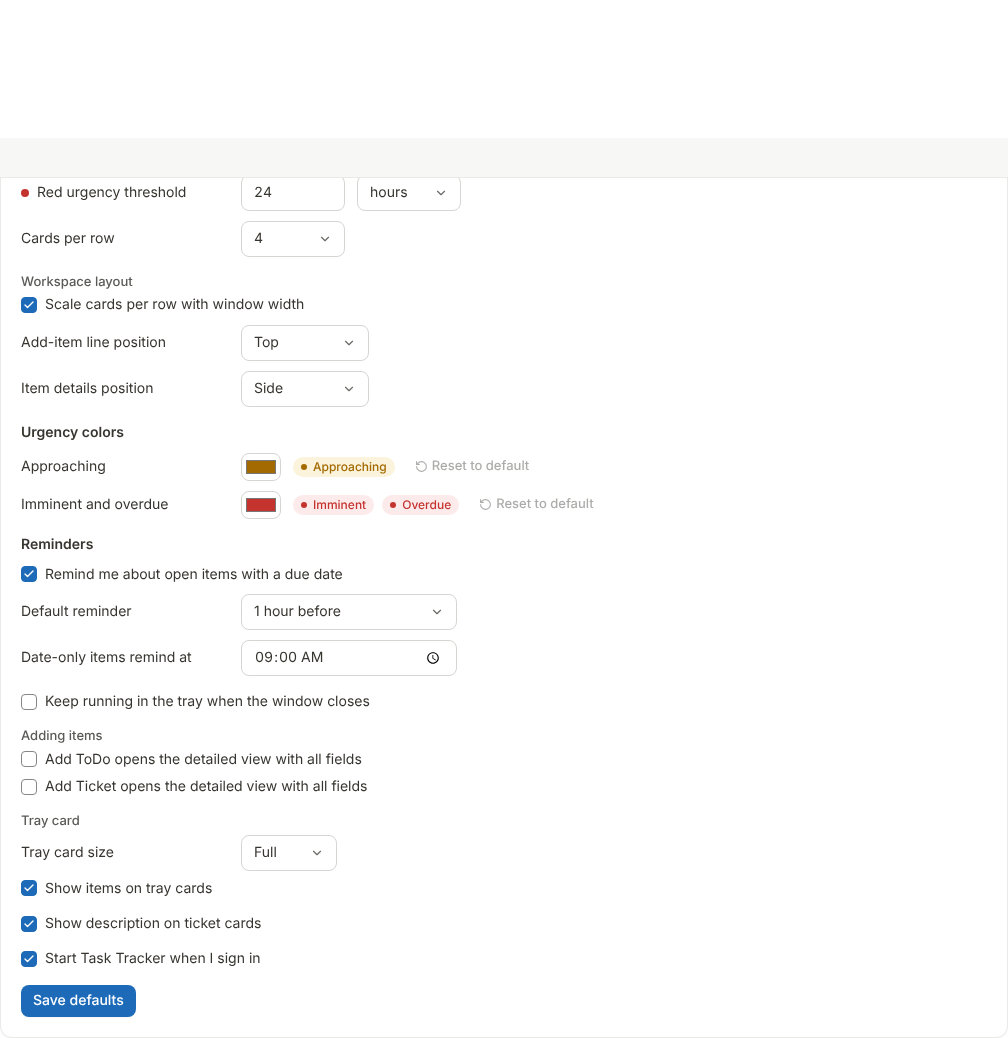 Red urgency threshold 24 hours
Cards per row 4
Workspace layout
Scale cards per row with window width
Add-item line position Top
Item details position Side
Urgency colors
Approaching Approaching Reset to default
Imminent and overdue Imminent Overdue Reset to default
Reminders
Remind me about open items with a due date
Default reminder 1 hour before
Date-only items remind at 09:00 AM
Keep running in the tray when the window closes
Adding items
Add ToDo opens the detailed view with all fields
Add Ticket opens the detailed view with all fields
Tray card
Tray card size Full
Show items on tray cards
Show description on ticket cards
Start Task Tracker when I sign in
Save defaults